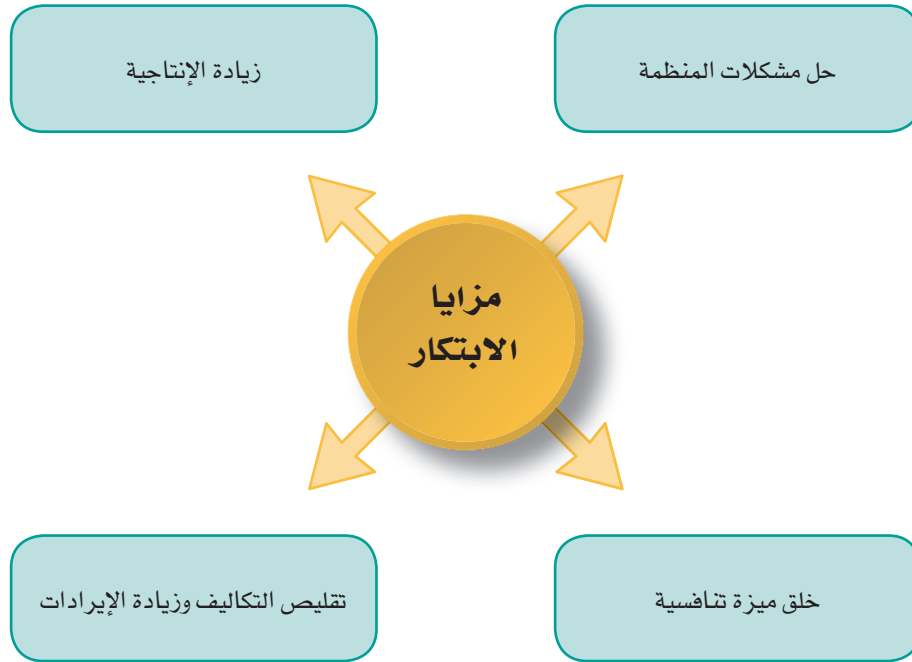 حل مشكلات المنظمة
زيادة الإنتاجية
مزايا
الابتكار
خلق ميزة تنافسية
تقليص التكاليف وزيادة الإيرادات